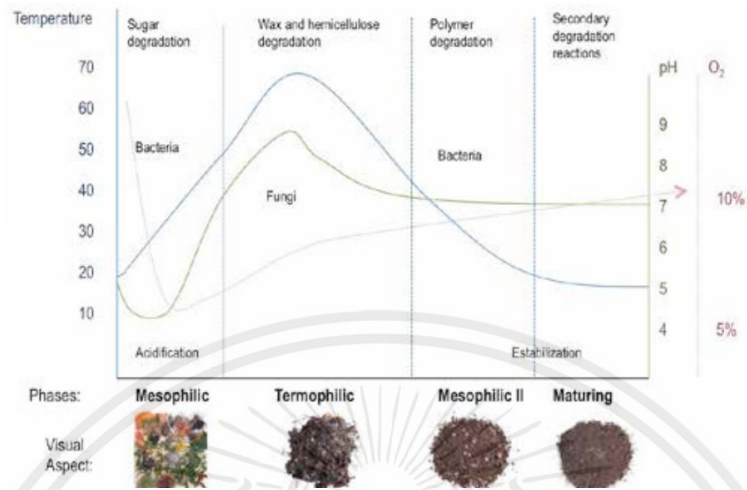 Temperature
Sugar
degradation
Wax and hemicellulose
degradation
Polymer
degradation
Secondary
degradation
reactions
pH
O₂
70
60
50
40
30
20
10
9
8
7
6
5
4
10%
5%
Bacteria
Fungi
Bacteria
Acidification
Estabilization
Phases:
Mesophilic
Termophilic
Mesophilic II
Maturing
Visual
Aspect: